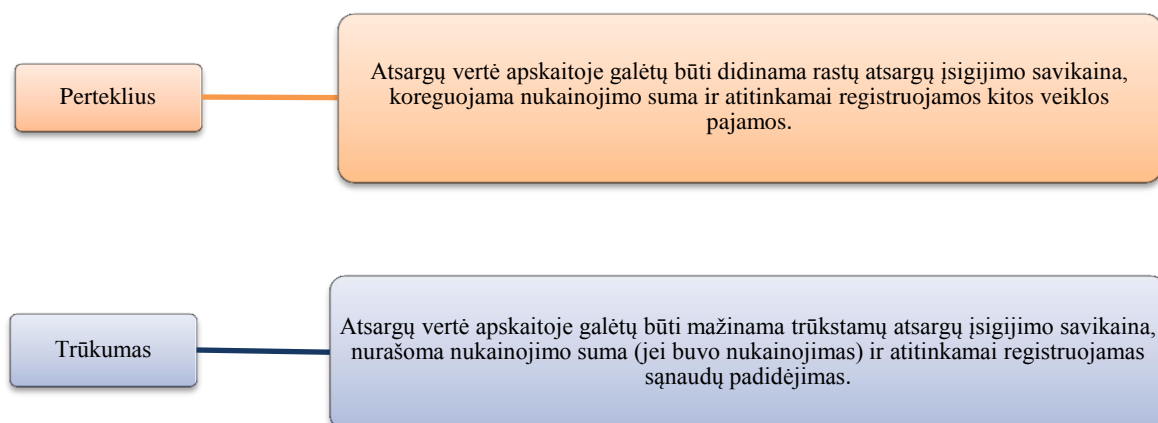 Perteklius
Atsargų vertė apskaitoje galėtų būti didinama rastų atsargų įsigijimo savikaina,
koreguojama nukainojimo suma ir atitinkamai registruojamos kitos veiklos
pajamos.
Trūkumas
Atsargų vertė apskaitoje galėtų būti mažinama trūkstamų atsargų įsigijimo savikaina,
nurašoma nukainojimo suma (jei buvo nukainojimas) ir atitinkamai registruojamas
sąnaudų padidėjimas.